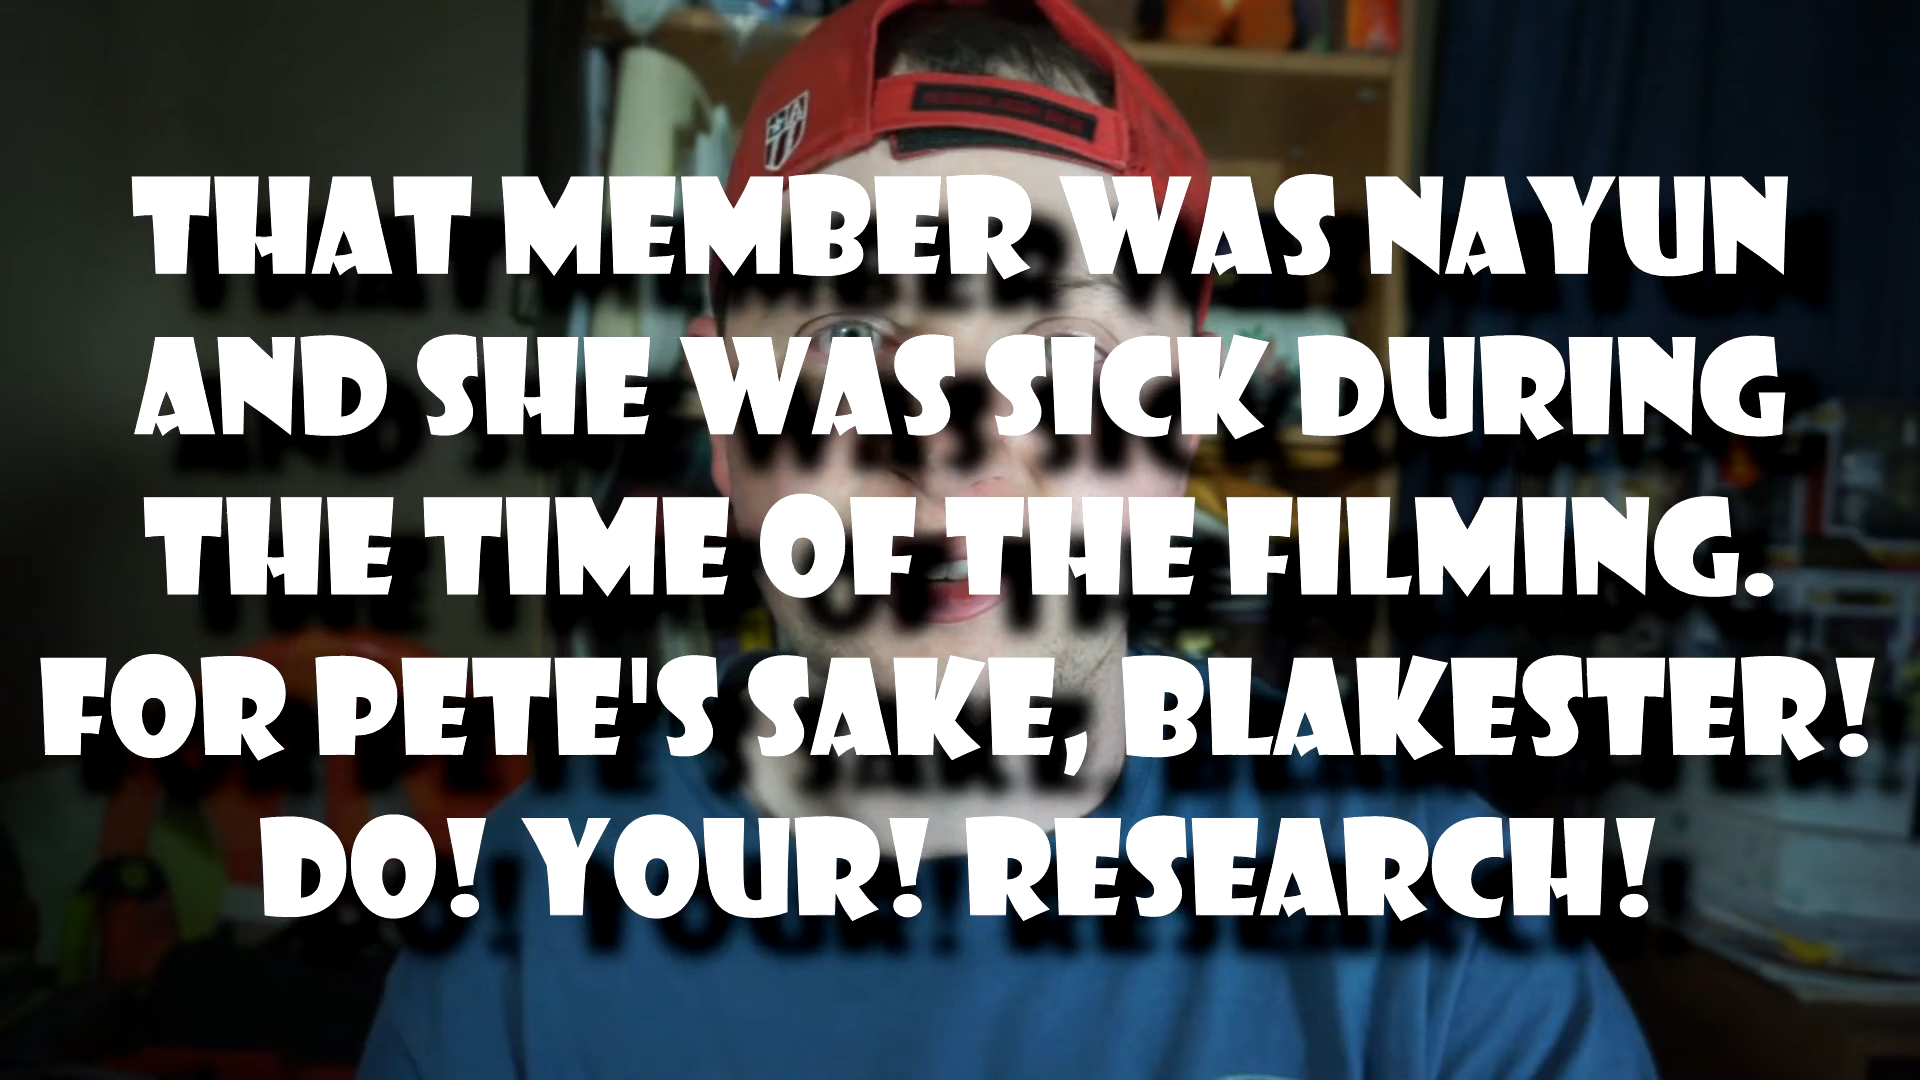 THAT MEMBER WAS NAYUN
AND SHE WAS SICK DURING
THE TIME OF THE FILMING.
FOR PETE'S SAKE, BLAKESTER!
DO! YOUR! RESEARCH!